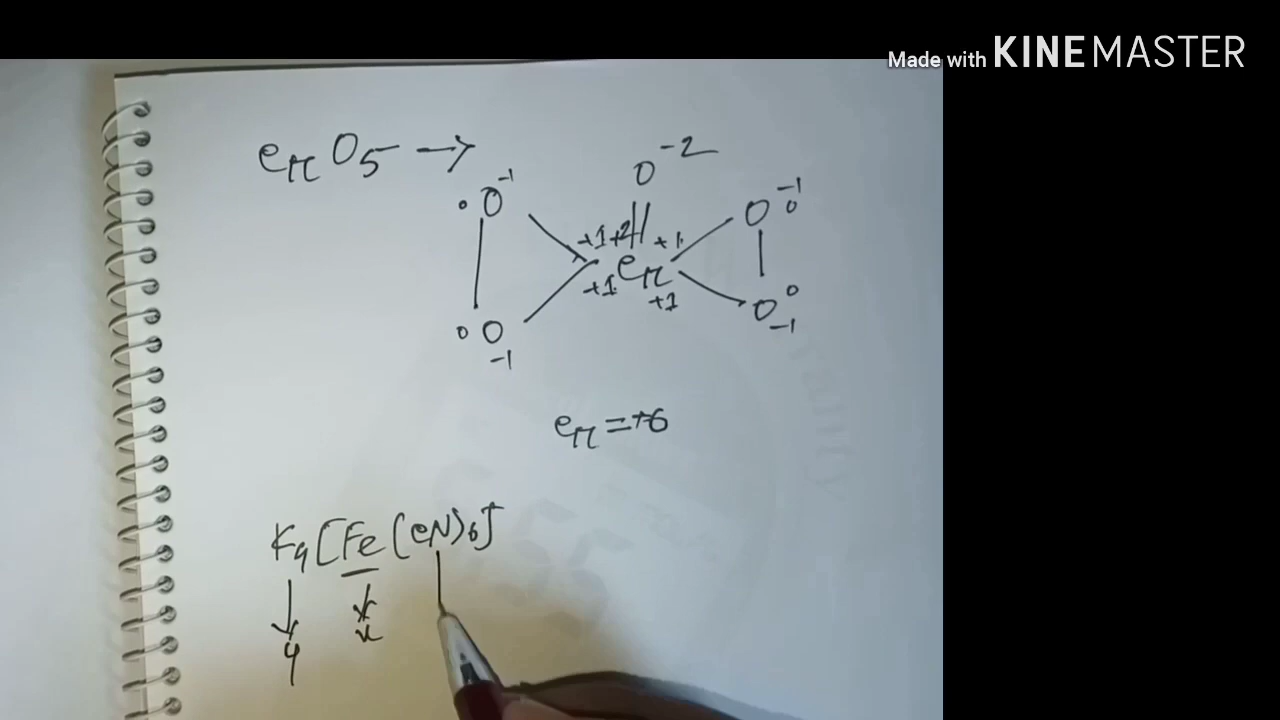 Made with KINEMASTER
CrO5 →
O-2
O-1 O-1
+1 +2 +1
Cr
+1 +1
O-1 O-1
Cr = +6
K4[Fe(CN)6]
4 x